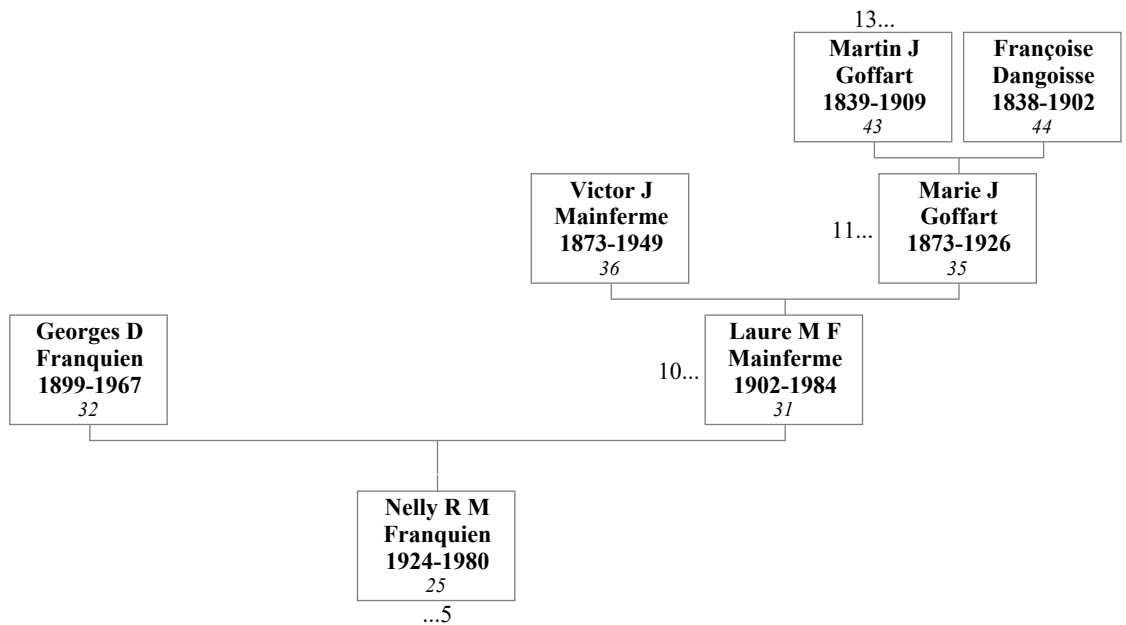 13...
Martin J
Goffart
1839-1909
43
Françoise
Dangoisse
1838-1902
44
Victor J
Mainferme
1873-1949
36
11...
Marie J
Goffart
1873-1926
35
Georges D
Franquien
1899-1967
32
10...
Laure M F
Mainferme
1902-1984
31
Nelly R M
Franquien
1924-1980
25
...5